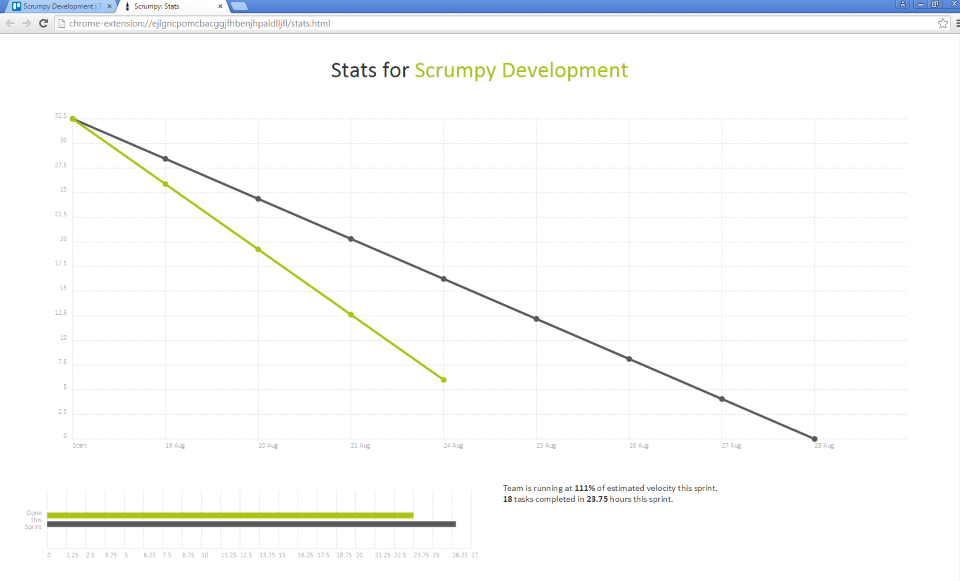 Scrumpy Development | T
Scrumpy: Stats
chrome-extension://ejlgncpomcbacggjfhbenjhpaldlljfl/stats.html
Stats for Scrumpy Development
32.5
30
27.5
25
22.5
20
17.5
15
12.5
10
7.5
5
2.5
0
Start 19 Aug 20 Aug 21 Aug 24 Aug 25 Aug 26 Aug 27 Aug 28 Aug
Team is running at 111% of estimated velocity this sprint.
18 tasks completed in 23.75 hours this sprint.
Done
this
Sprint
0 1.25 2.5 3.75 5 6.25 7.5 8.75 10 11.25 12.5 13.75 15 16.25 17.5 18.75 20 21.25 22.5 23.75 25 26.25 27.